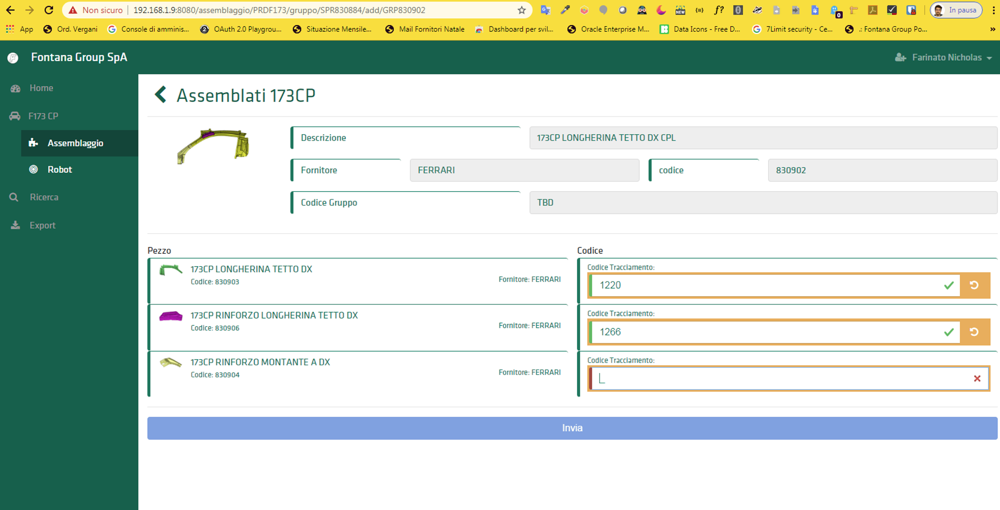 Non sicuro 192.168.1.9:8080/assemblaggio/PRDF173/gruppo/SPR830884/add/GRP830902 NEW {≡} f? 0 In pausa
App Ord. Vergani Console di amminis... 2 OAuth 2.0 Playgrou... Situazione Mensile... Mail Fornitori Natale Dashboard per svil... Oracle Enterprise M... Data Icons - Free D... 7Limit security - Ce... .: Fontana Group Po... »
Fontana Group SpA
Farinato Nicholas
Home
F173 CP
Assemblaggio
Robot
Ricerca
Export
Assemblati 173CP
Descrizione 173CP LONGHERINA TETTO DX CPL
Fornitore FERRARI codice 830902
Codice Gruppo TBD
Pezzo Codice
173CP LONGHERINA TETTO DX
Codice: 830903
Fornitore: FERRARI
Codice Tracciamento:
1220
173CP RINFORZO LONGHERINA TETTO DX
Codice: 830906
Fornitore: FERRARI
Codice Tracciamento:
1266
173CP RINFORZO MONTANTE A DX
Codice: 830904
Fornitore: FERRARI
Codice Tracciamento:
Invia